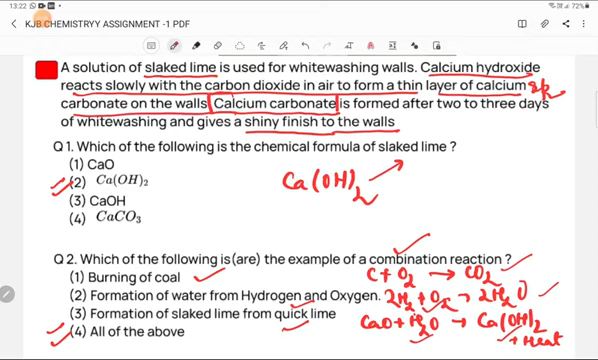 13:22
72%
KJB CHEMISTRYY ASSIGNMENT -1 PDF
A solution of slaked lime is used for whitewashing walls. Calcium hydroxide
reacts slowly with the carbon dioxide in air to form a thin layer of calcium
carbonate on the walls Calcium carbonate is formed after two to three days
of whitewashing and gives a shiny finish to the walls
Q 1. Which of the following is the chemical formula of slaked lime ?
(1) CaO
(2) Ca(OH)₂
(3) CaOH
(4) CaCO₃
Ca(OH)₂
Q 2. Which of the following is(are) the example of a combination reaction ?
(1) Burning of coal
C + O₂ → CO₂
(2) Formation of water from Hydrogen and Oxygen.
2H₂ + O₂ → 2H₂O
(3) Formation of slaked lime from quick lime
CaO + H₂O → Ca(OH)₂
+ Heat
(4) All of the above